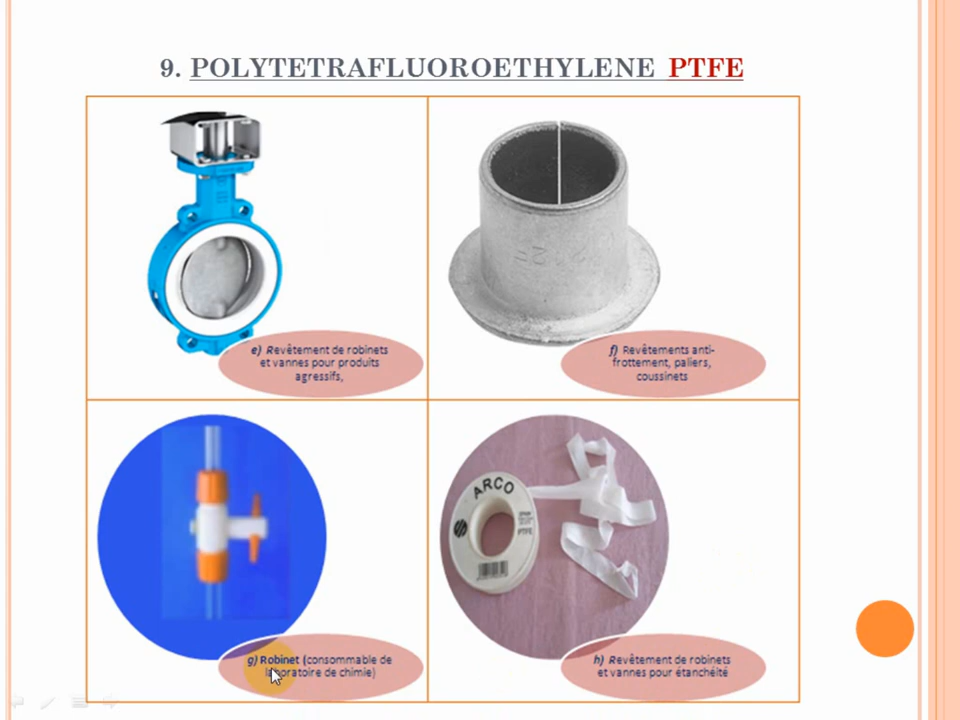 9. POLYTETRAFLUOROETHYLENE PTFE
e) Revêtement de robinets
et vannes pour produits
agressifs,
f) Revêtements anti-
frottement, paliers,
coussinets
ARCO
PTFE
g) Robinet (consommable de
laboratoire de chimie)
h) Revêtement de robinets
et vannes pour étanchéité